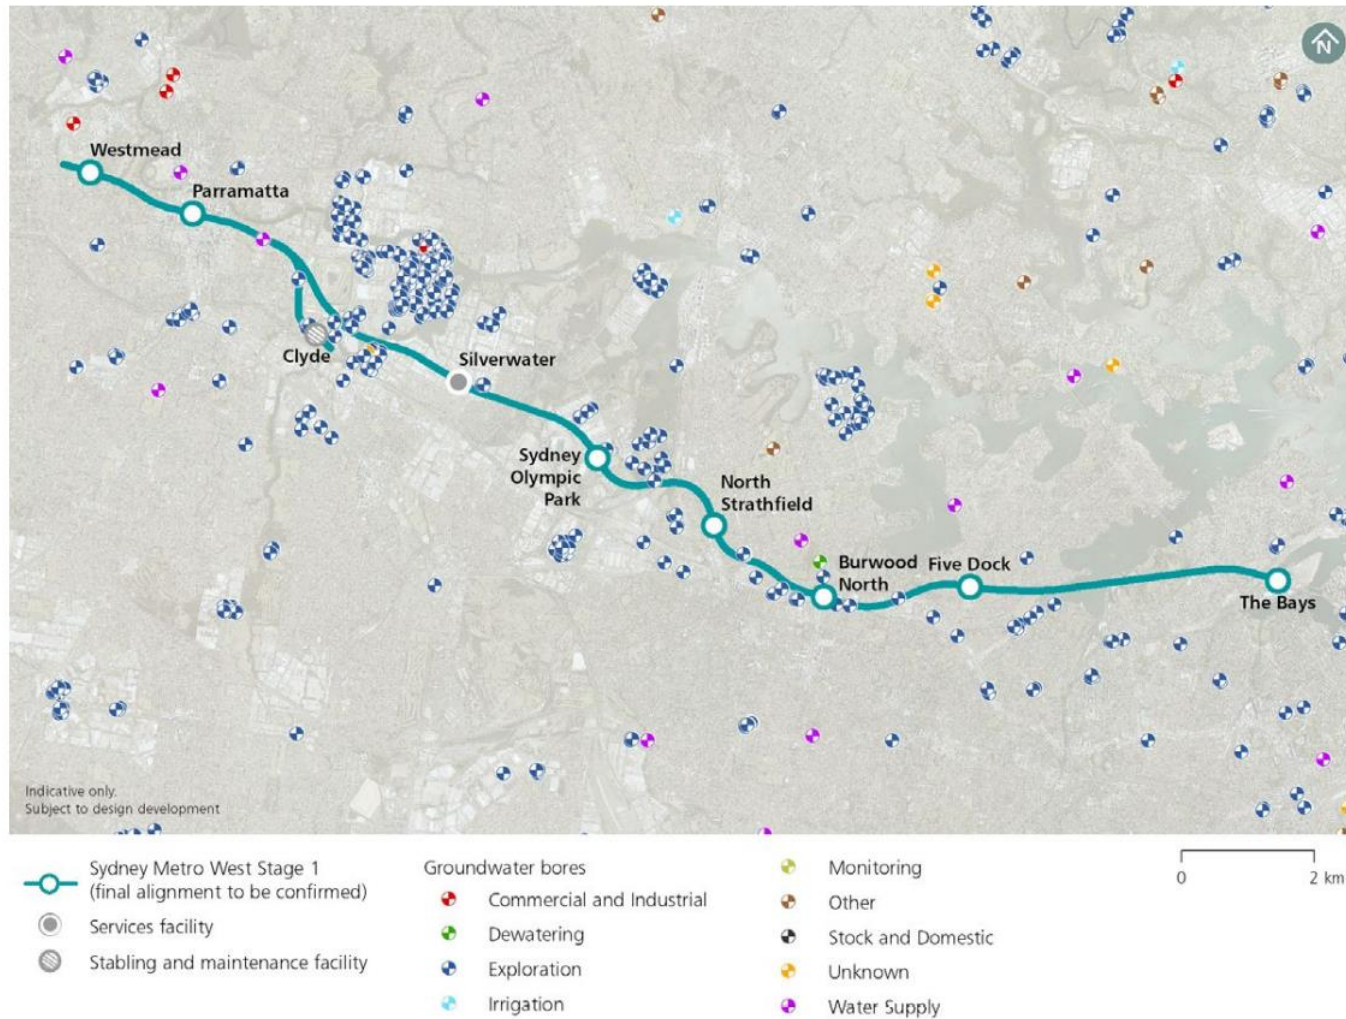 N
Westmead
Parramatta
Clyde
Silverwater
Sydney
Olympic
Park
North
Strathfield
Burwood
North
Five Dock
The Bays
Indicative only.
Subject to design development
Sydney Metro West Stage 1
(final alignment to be confirmed)
Services facility
Stabling and maintenance facility
Groundwater bores
Commercial and Industrial
Dewatering
Exploration
Irrigation
Monitoring
Other
Stock and Domestic
Unknown
Water Supply
0 2 km